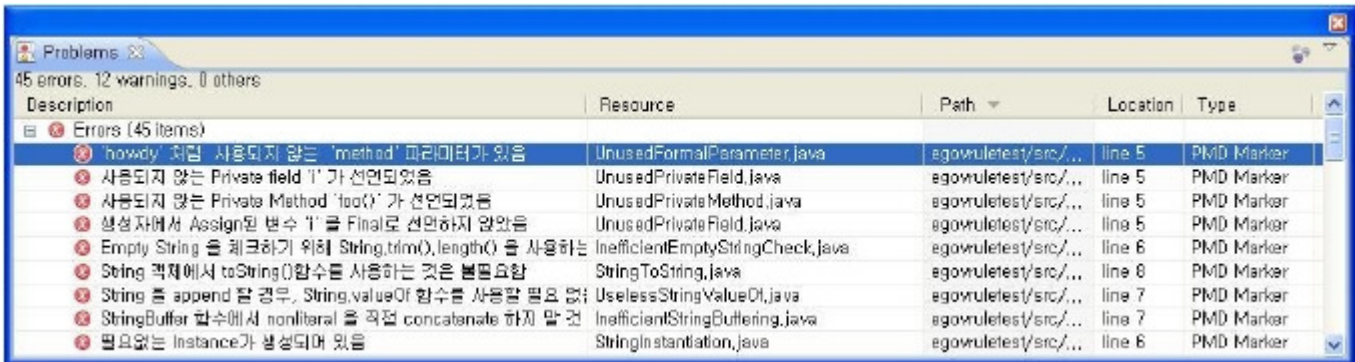 Problems
45 errors, 12 warnings, 0 others
Description Resource Path Location Type
Errors (45 items)
'howdy' 처럼 사용되지 않는 'method' 파라미터가 있음 UnusedFormalParameter.java egovruletest/src/... line 5 PMD Marker
사용되지 않는 Private field 'i' 가 선언되었음 UnusedPrivateField.java egovruletest/src/... line 5 PMD Marker
사용되지 않는 Private Method 'foo()' 가 선언되었음 UnusedPrivateMethod.java egovruletest/src/... line 5 PMD Marker
생성자에서 Assign된 변수 'i' 를 Final로 선언하지 않았음 UnusedPrivateField.java egovruletest/src/... line 5 PMD Marker
Empty String 을 체크하기 위해 String.trim().length() 을 사용하는 InefficientEmptyStringCheck.java egovruletest/src/... line 6 PMD Marker
String 객체에서 toString()함수를 사용하는 것은 불필요함 StringToString.java egovruletest/src/... line 8 PMD Marker
String 을 append 할 경우, String.valueOf 함수를 사용할 필요 UselessStringValueOf.java egovruletest/src/... line 7 PMD Marker
StringBuffer 함수에서 nonliteral 을 직접 concatenate 하지 말 것 InefficientStringBuffering.java egovruletest/src/... line 7 PMD Marker
필요없는 Instance가 생성되며 있음 StringInstantiation.java egovruletest/src/... line 6 PMD Marker